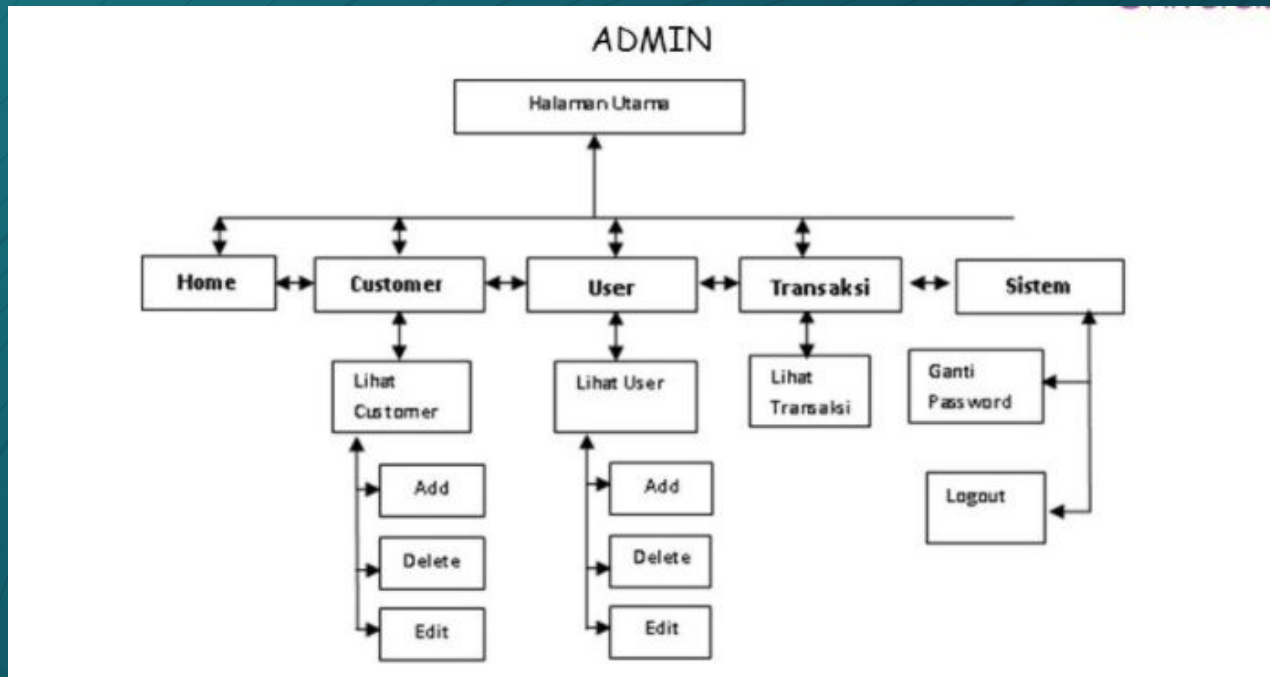 ADMIN
Halaman Utama
Home
Customer
User
Transaksi
Sistem
Lihat
Customer
Lihat User
Lihat
Transaksi
Ganti
Password
Add
Add
Logout
Delete
Delete
Edit
Edit